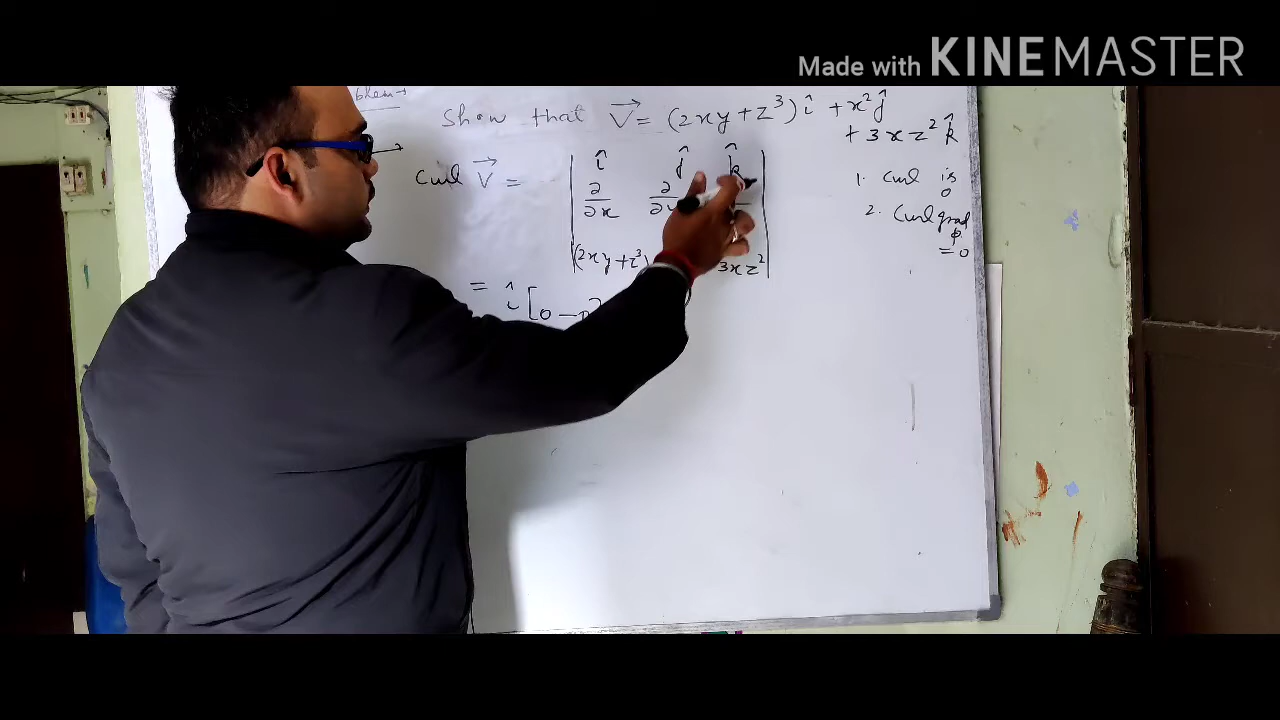 Made with KINEMASTER
Show that V⃗ = (2xy+z³)î + x²ĵ
+ 3xz² k̂
Curl V⃗ = | î ĵ k̂ |
∂/∂x
(2xy+z³) 3xz²
= î [0 –
1. Curl is
0
2. Curl grad
φ
= 0